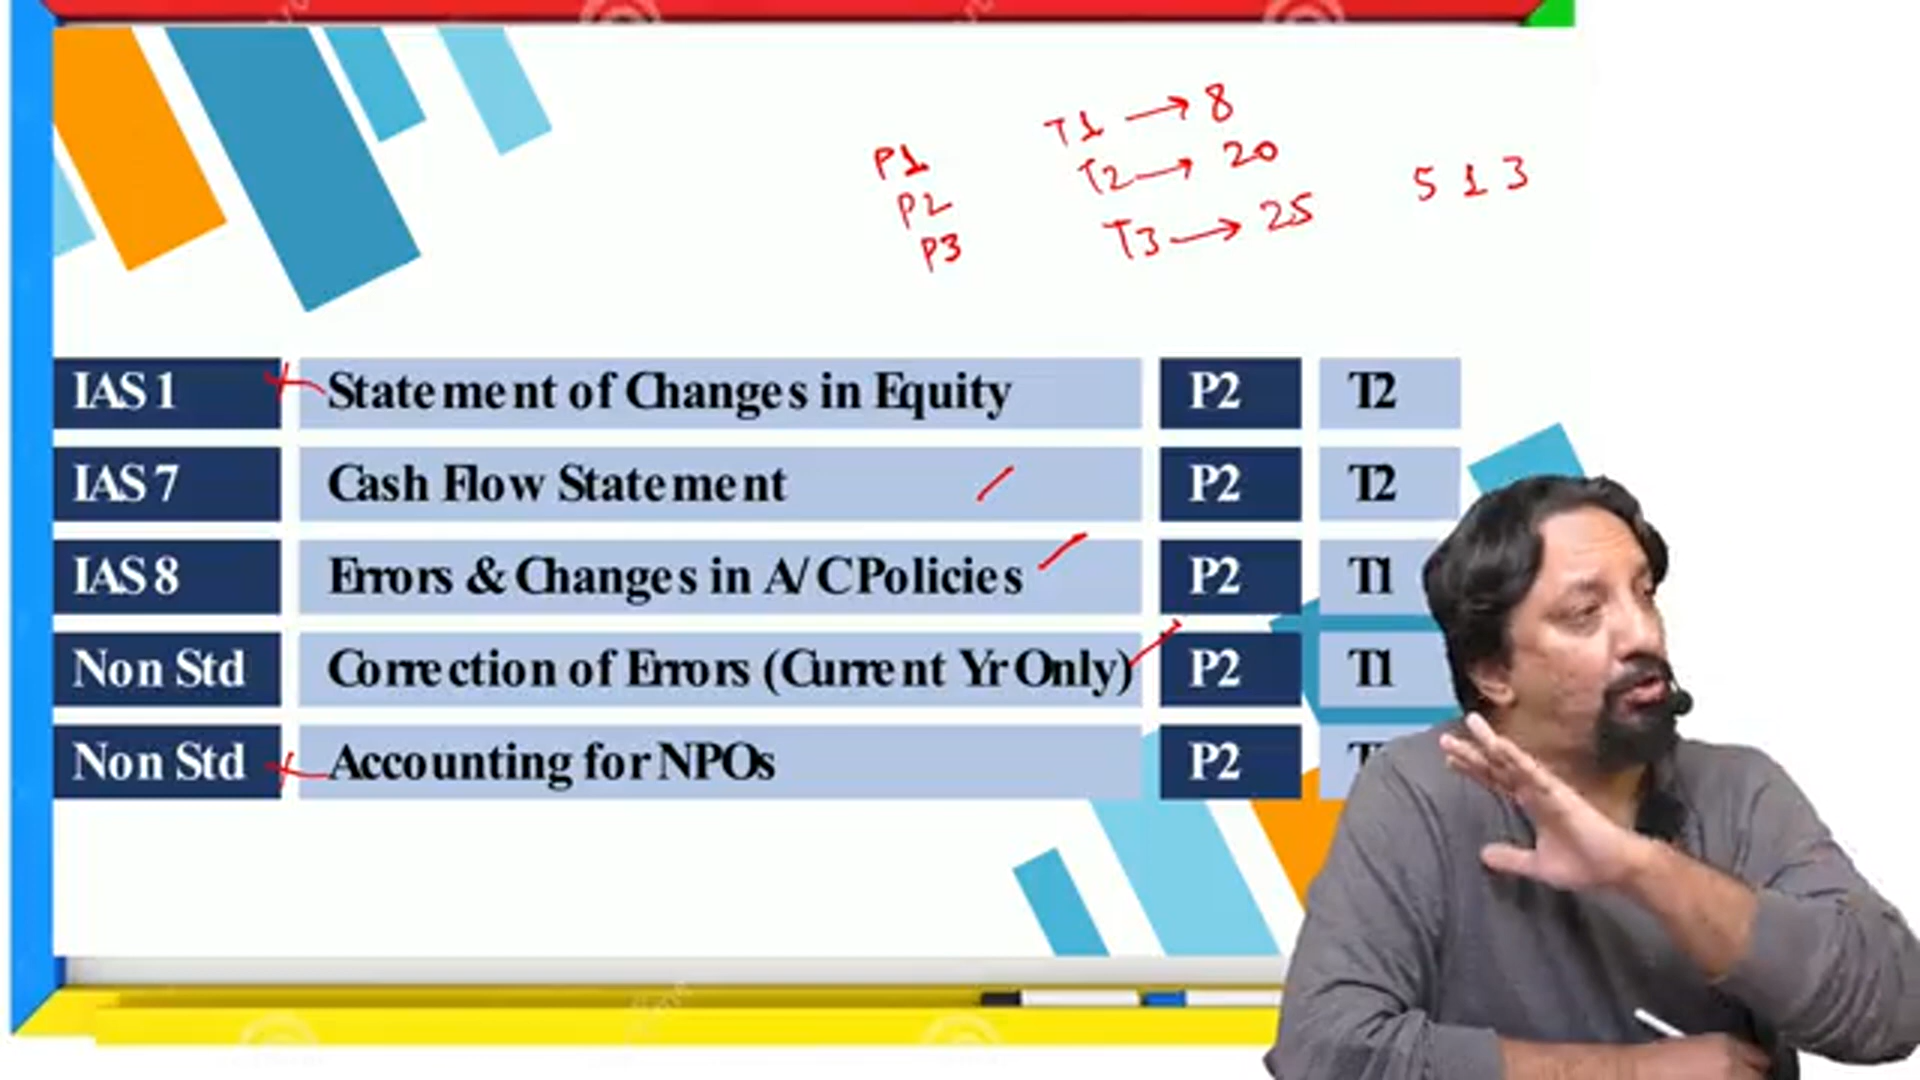 P1
P2
P3
T1 → 8
T2 → 20
T3 → 25
5 1 3
IAS 1 Statement of Changes in Equity P2 T2
IAS 7 Cash Flow Statement P2 T2
IAS 8 Errors & Changes in A/C Policies P2 T1
Non Std Correction of Errors (Current Yr Only) P2 T1
Non Std Accounting for NPOs P2